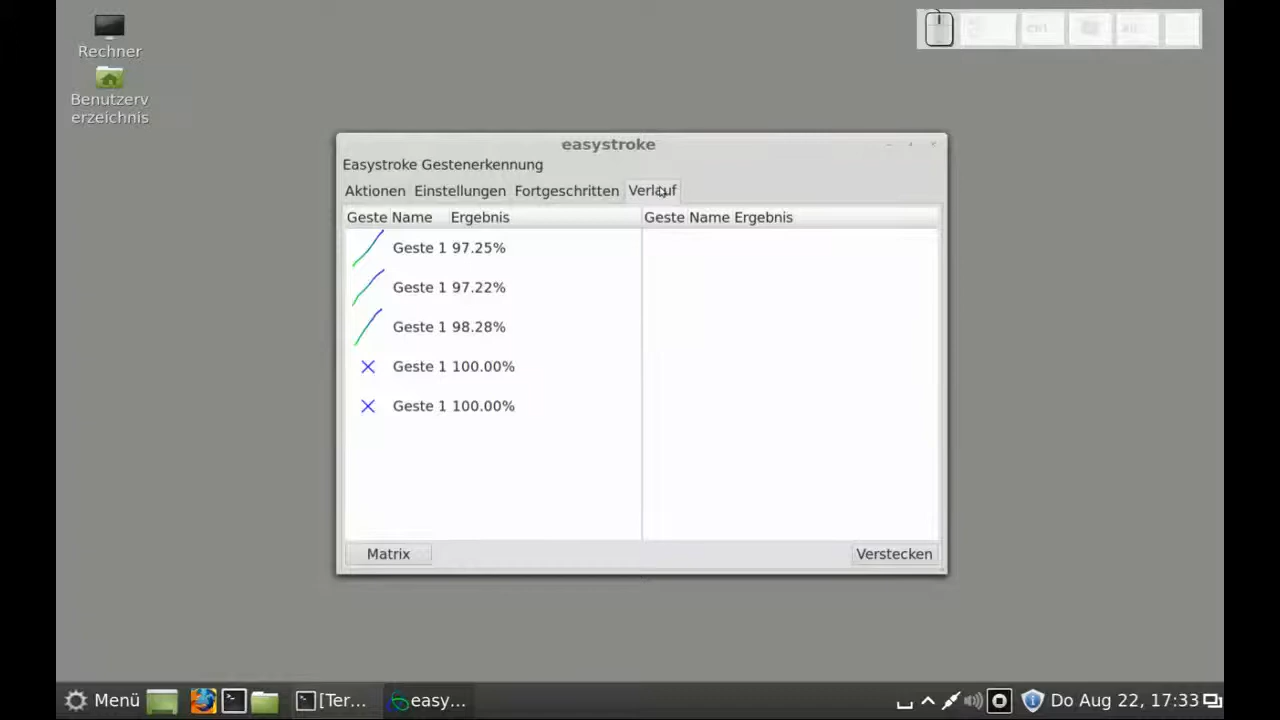 Rechner
Benutzerv
erzeichnis
easystroke
Easystroke Gestenerkennung
Aktionen Einstellungen Fortgeschritten Verlauf
Geste Name Ergebnis Geste Name Ergebnis
Geste 1 97.25%
Geste 1 97.22%
Geste 1 98.28%
Geste 1 100.00%
Geste 1 100.00%
Matrix Verstecken
Menü [Ter... easy... Do Aug 22, 17:33